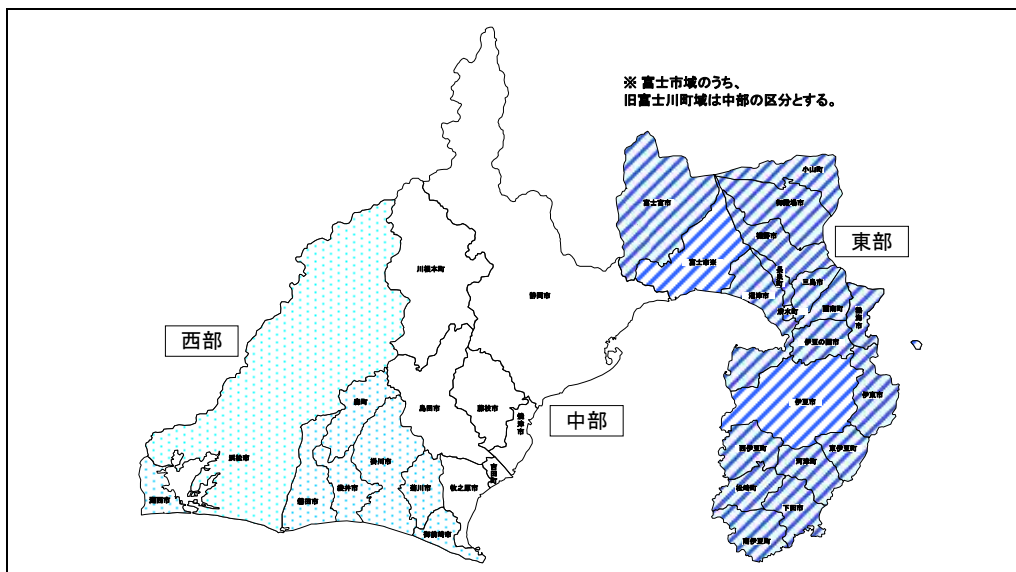 ※ 富士市域のうち、
旧富士川町域は中部の区分とする。
小山町
御殿場市
富士宮市
裾野市
東部
富士市※
長泉町
三島市
沼津市
清水町
函南町
熱海市
伊豆の国市
伊豆市
伊東市
西伊豆町
東伊豆町
河津町
松崎町
下田市
南伊豆町
川根本町
静岡市
西部
島田市
藤枝市
焼津市
中部
森町
掛川市
浜松市
吉田町
菊川市
牧之原市
袋井市
磐田市
湖西市
御前崎市